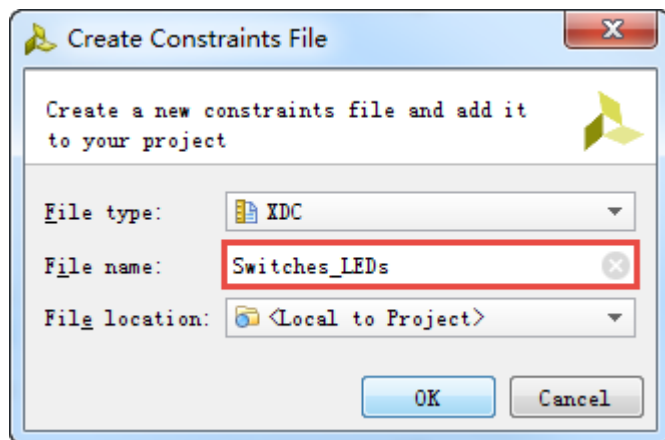 Create Constraints File
Create a new constraints file and add it
to your project
File type: XDC
File name: Switches_LEDs
File location: <Local to Project>
OK Cancel